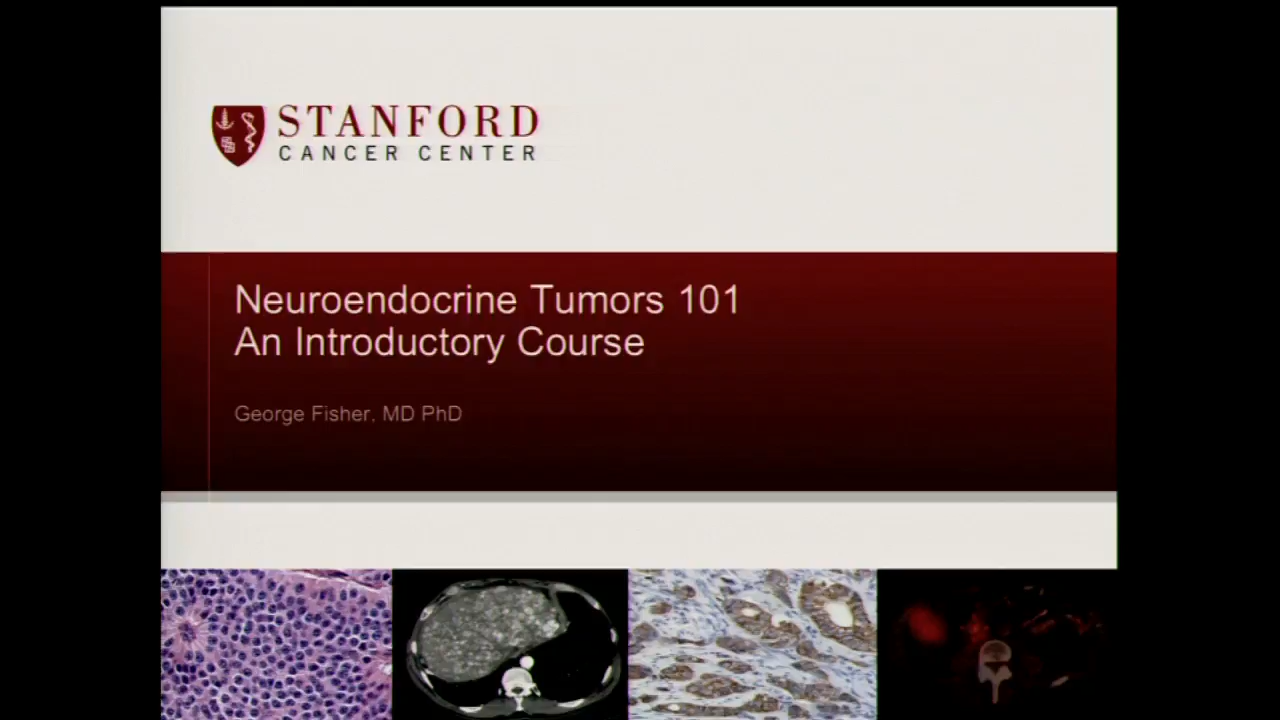 STANFORD
CANCER CENTER
Neuroendocrine Tumors 101
An Introductory Course
George Fisher, MD PhD